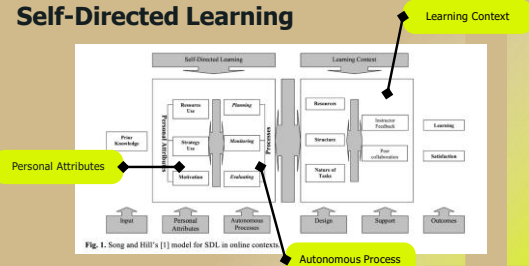 Self-Directed Learning
Learning Context
Self-Directed Learning
Learning Context
Prior
Knowledge
Personal Attributes
Resource
Use
Strategy
Use
Motivation
Planning
Monitoring
Evaluating
Processes
Resources
Structure
Nature of
Tasks
Instructor
Feedback
Peer
collaboration
Learning
Satisfaction
Personal Attributes
Input
Personal
Attributes
Autonomous
Processes
Design
Support
Outcomes
Fig. 1. Song and Hill's [1] model for SDL in online contexts.
Autonomous Process